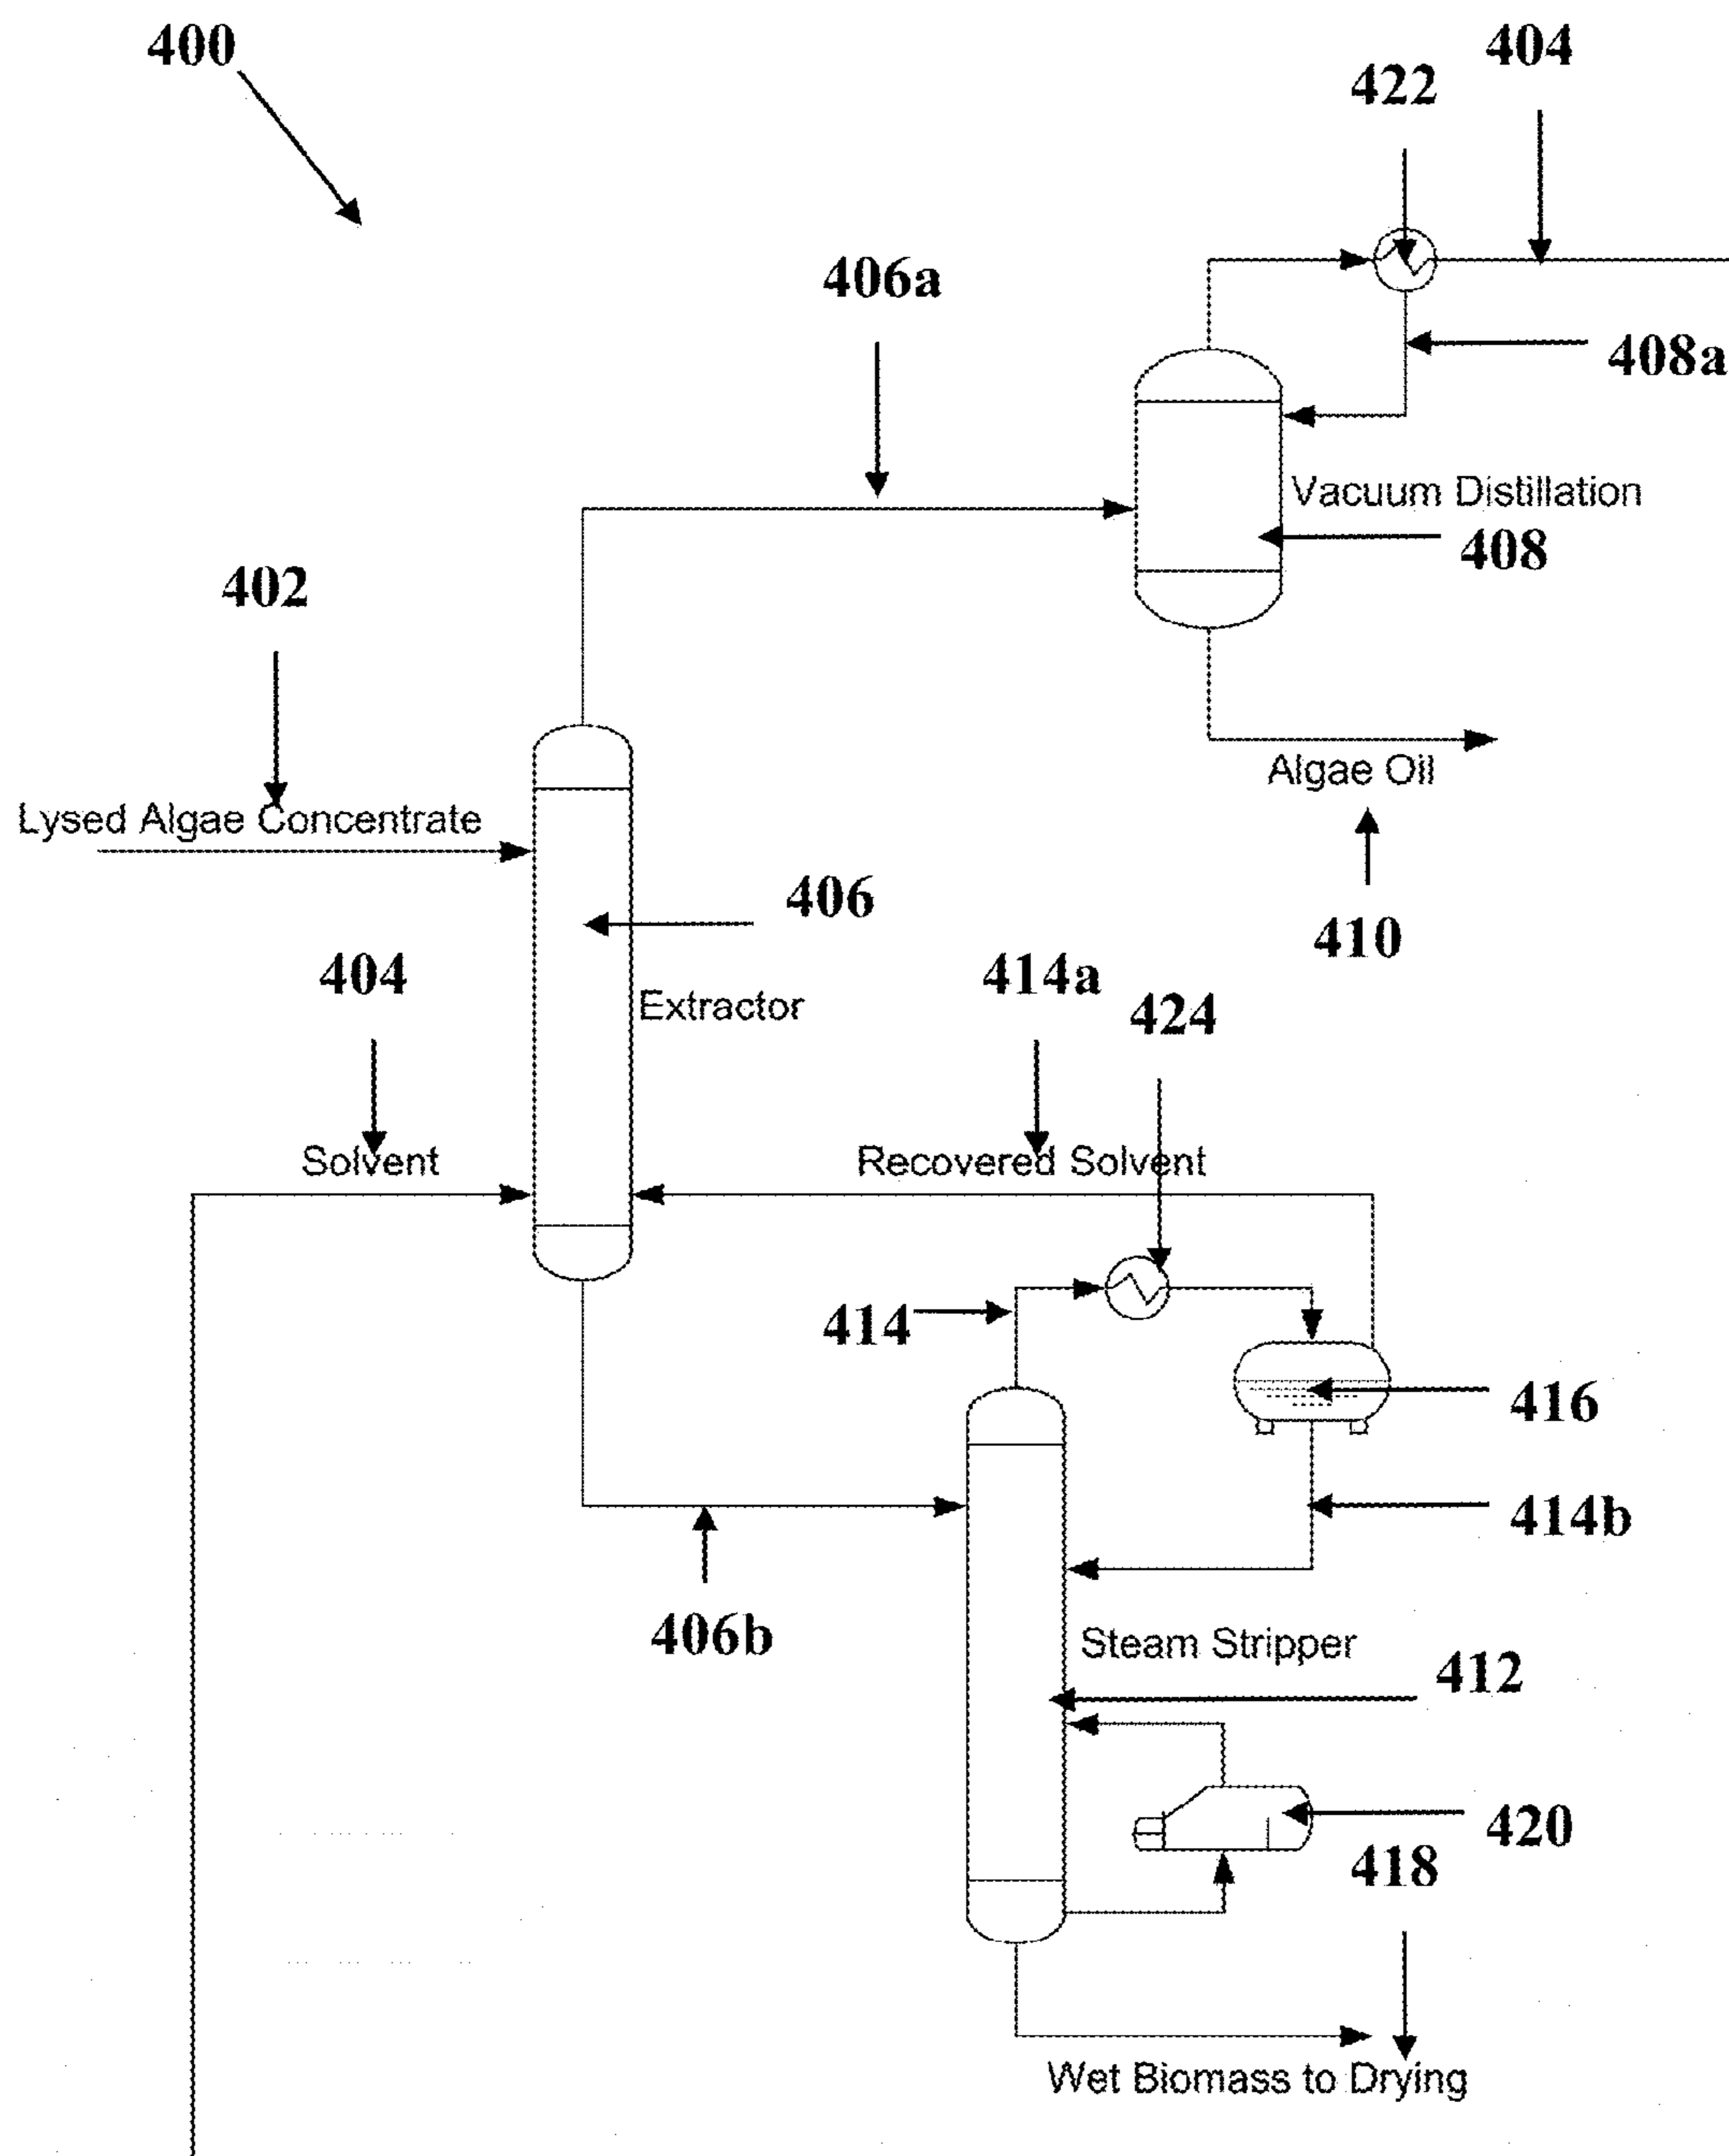 400
404
422
406a
408a
Vacuum Distillation
408
402
Algae Oil
Lysed Algae Concentrate
406
410
404
414a
Extractor
424
Solvent
Recovered Solvent
414
416
414b
406b
Steam Stripper
412
420
418
Wet Biomass to Drying